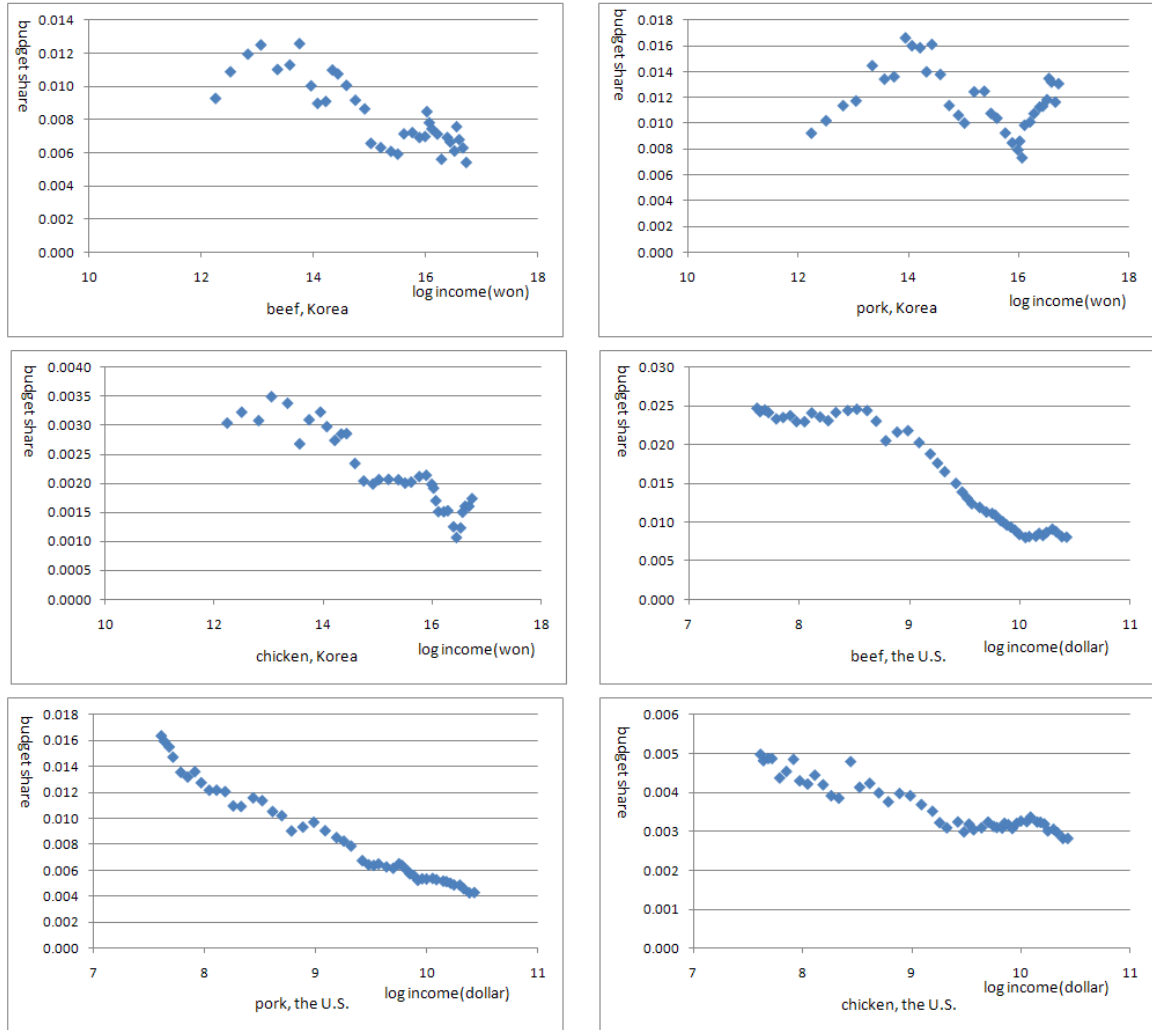 budget share
0.014
0.012
0.010
0.008
0.006
0.004
0.002
0.000
10 12 14 16 18
log income(won)
beef, Korea
budget share
0.018
0.016
0.014
0.012
0.010
0.008
0.006
0.004
0.002
0.000
10 12 14 16 18
log income(won)
pork, Korea
budget share
0.0040
0.0035
0.0030
0.0025
0.0020
0.0015
0.0010
0.0005
0.0000
10 12 14 16 18
log income(won)
chicken, Korea
budget share
0.030
0.025
0.020
0.015
0.010
0.005
0.000
7 8 9 10 11
log income(dollar)
beef, the U.S.
budget share
0.018
0.016
0.014
0.012
0.010
0.008
0.006
0.004
0.002
0.000
7 8 9 10 11
log income(dollar)
pork, the U.S.
budget share
0.006
0.005
0.004
0.003
0.002
0.001
0.000
7 8 9 10 11
log income(dollar)
chicken, the U.S.